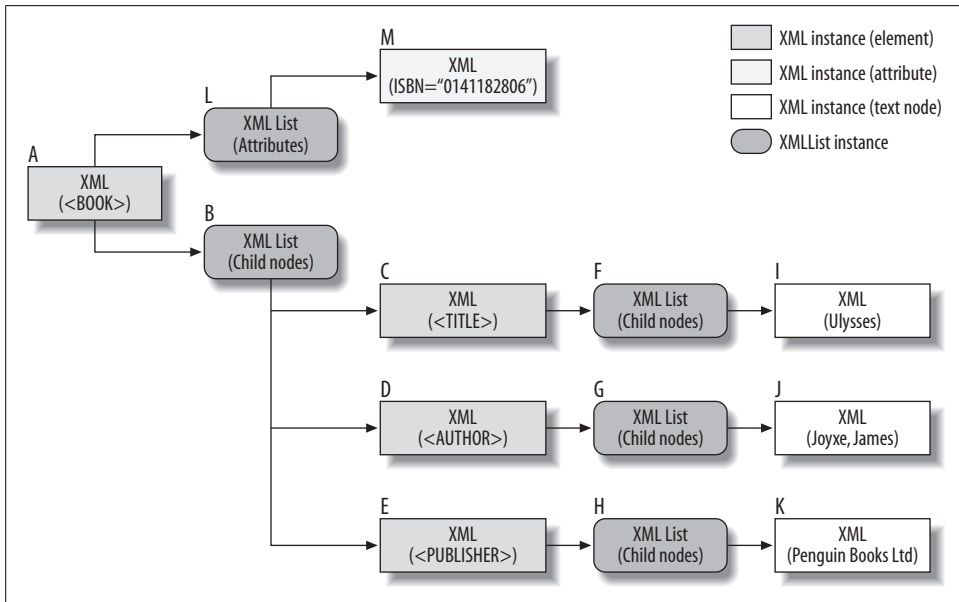 M
XML
(ISBN=“0141182806”)
XML instance (element)
XML instance (attribute)
XML instance (text node)
XMLList instance
L
XML List
(Attributes)
A
XML
(<BOOK>)
B
XML List
(Child nodes)
C
XML
(<TITLE>)
F
XML List
(Child nodes)
I
XML
(Ulysses)
D
XML
(<AUTHOR>)
G
XML List
(Child nodes)
J
XML
(Joyxe, James)
E
XML
(<PUBLISHER>)
H
XML List
(Child nodes)
K
XML
(Penguin Books Ltd)